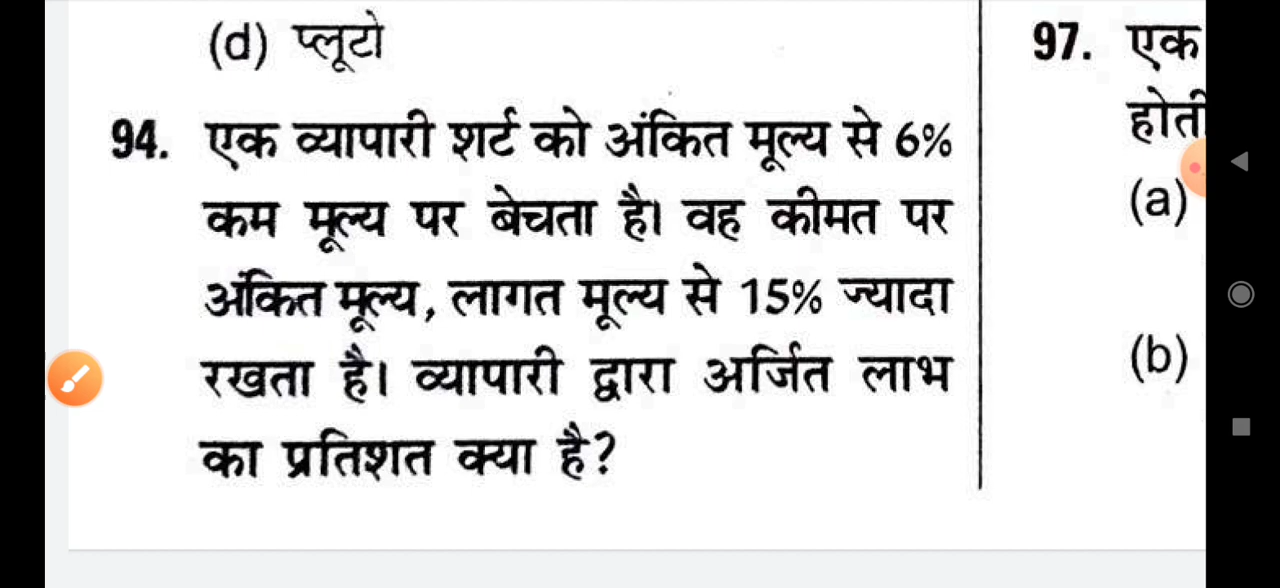 (d) प्लूटो
94. एक व्यापारी शर्ट को अंकित मूल्य से 6%
कम मूल्य पर बेचता है। वह कीमत पर
अंकित मूल्य, लागत मूल्य से 15% ज्यादा
रखता है। व्यापारी द्वारा अर्जित लाभ
का प्रतिशत क्या है?
97. एक
होती
(a)
(b)